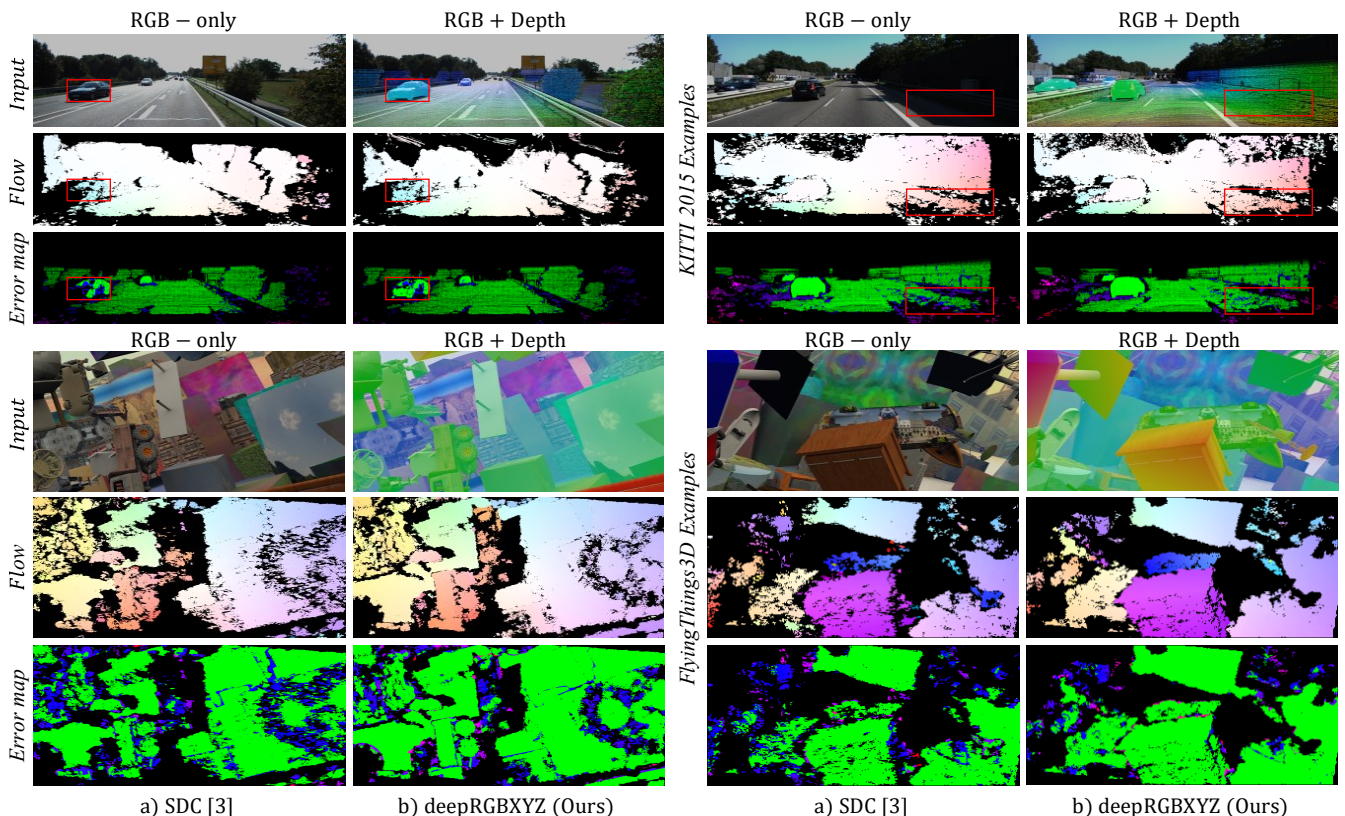 RGB − only
RGB + Depth
RGB − only
RGB + Depth
Input
Flow
Error map
KITTI 2015 Examples
RGB − only
RGB + Depth
RGB − only
RGB + Depth
Input
Flow
Error map
FlyingThings3D Examples
a) SDC [3]
b) deepRGBXYZ (Ours)
a) SDC [3]
b) deepRGBXYZ (Ours)